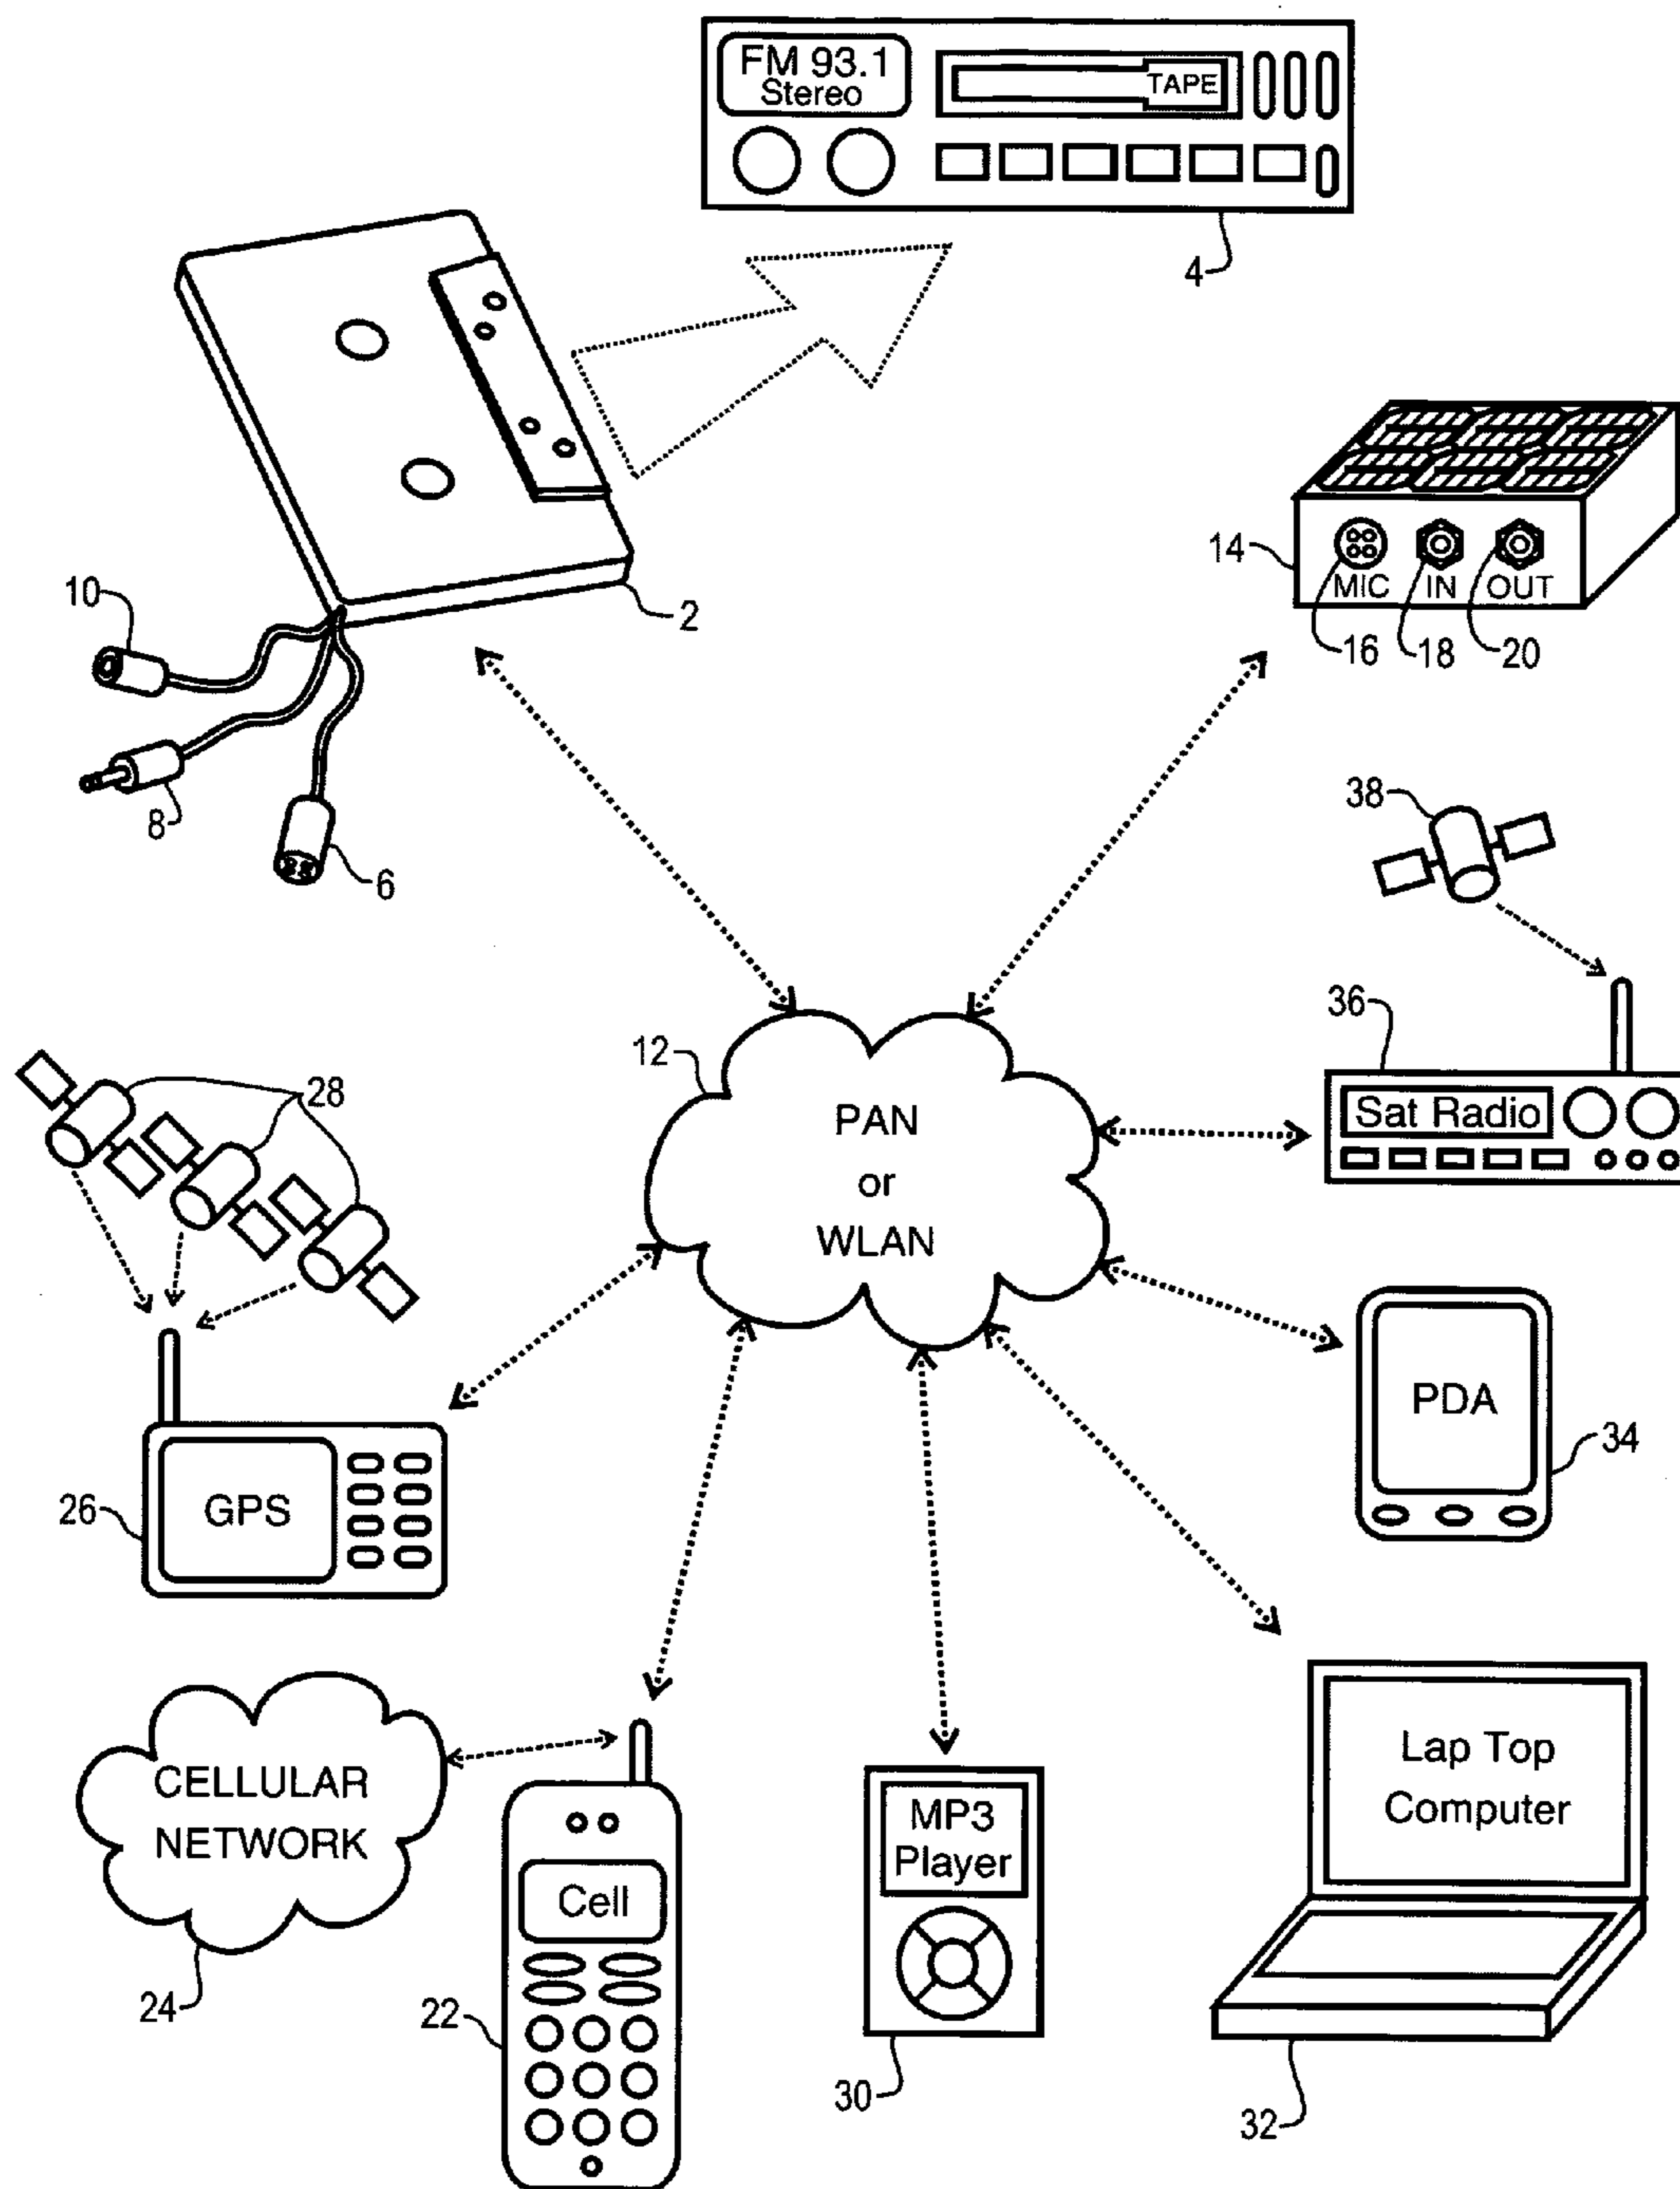 FM 93.1
Stereo
TAPE
4
2
10
8
6
14
MIC
IN
OUT
16
18
20
38
36
Sat Radio
12
PAN
or
WLAN
28
26
GPS
PDA
34
CELLULAR
NETWORK
24
22
Cell
MP3
Player
30
Lap Top
Computer
32